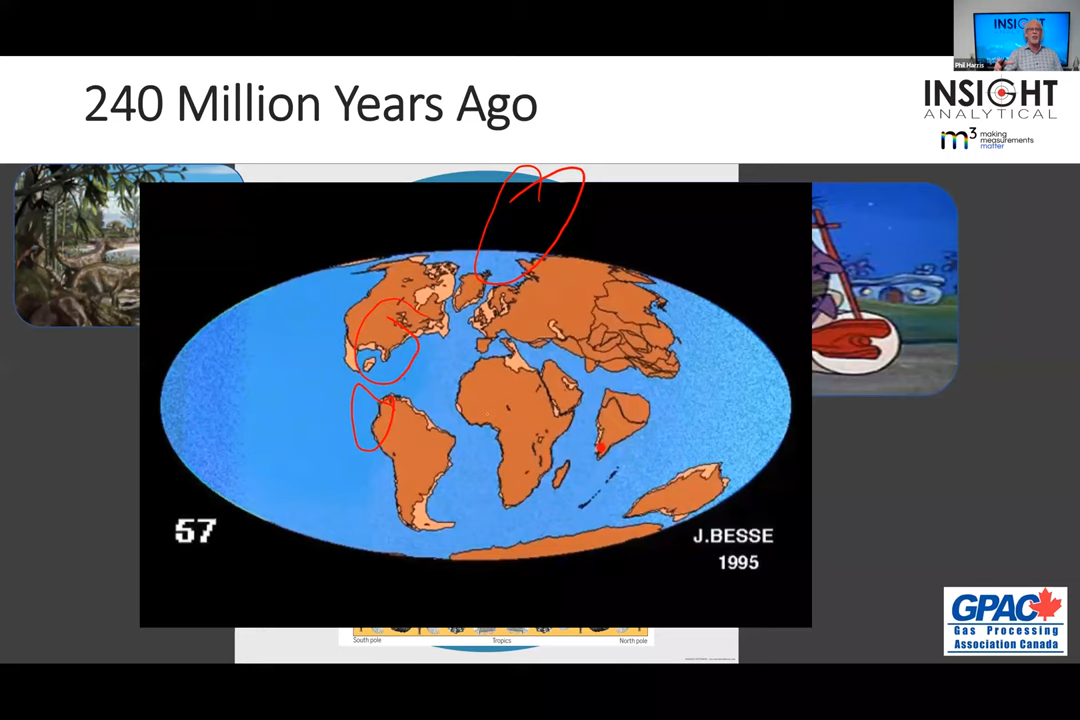 INSIGHT
Phil Harris
240 Million Years Ago
INSIGHT
ANALYTICAL
m3 making
measurements
matter
57
J.BESSE
1995
South pole
Tropics
North pole
GPAC
Gas Processing
Association Canada